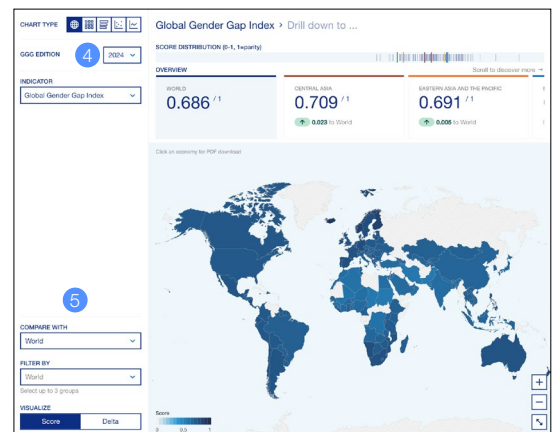 CHART TYPE
Global Gender Gap Index > Drill down to ...
GGG EDITION
4
2024
SCORE DISTRIBUTION (0-1, 1=parity)
INDICATOR
Global Gender Gap Index
OVERVIEW
Scroll to discover more →
WORLD
0.686 /1
CENTRAL ASIA
0.709 /1
↑ 0.023 to World
EASTERN ASIA AND THE PACIFIC
0.691 /1
↑ 0.005 to World
Click an economy for PDF download
5
COMPARE WITH
World
FILTER BY
World
Select up to 3 groups
VISUALIZE
Score
Delta
Score
0 0.5 1
+
−